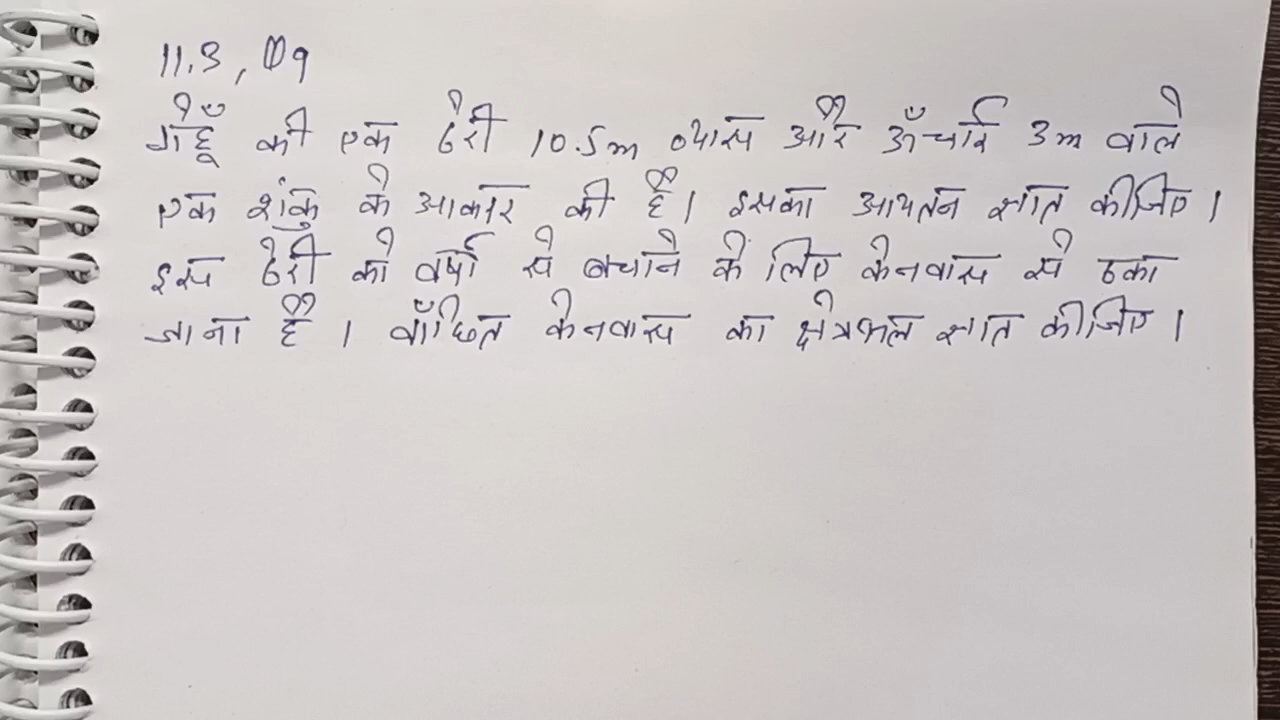 11.3, Q9
गेहूँ की एक ढेरी 10.5m व्यास और ऊँचाई 3m वाले
एक शंकु के आकार की है। इसका आयतन ज्ञात कीजिए।
इस ढेरी को वर्षा से बचाने के लिए केनवास से ढका
जाना है। वाँछित केनवास का क्षेत्रफल ज्ञात कीजिए।